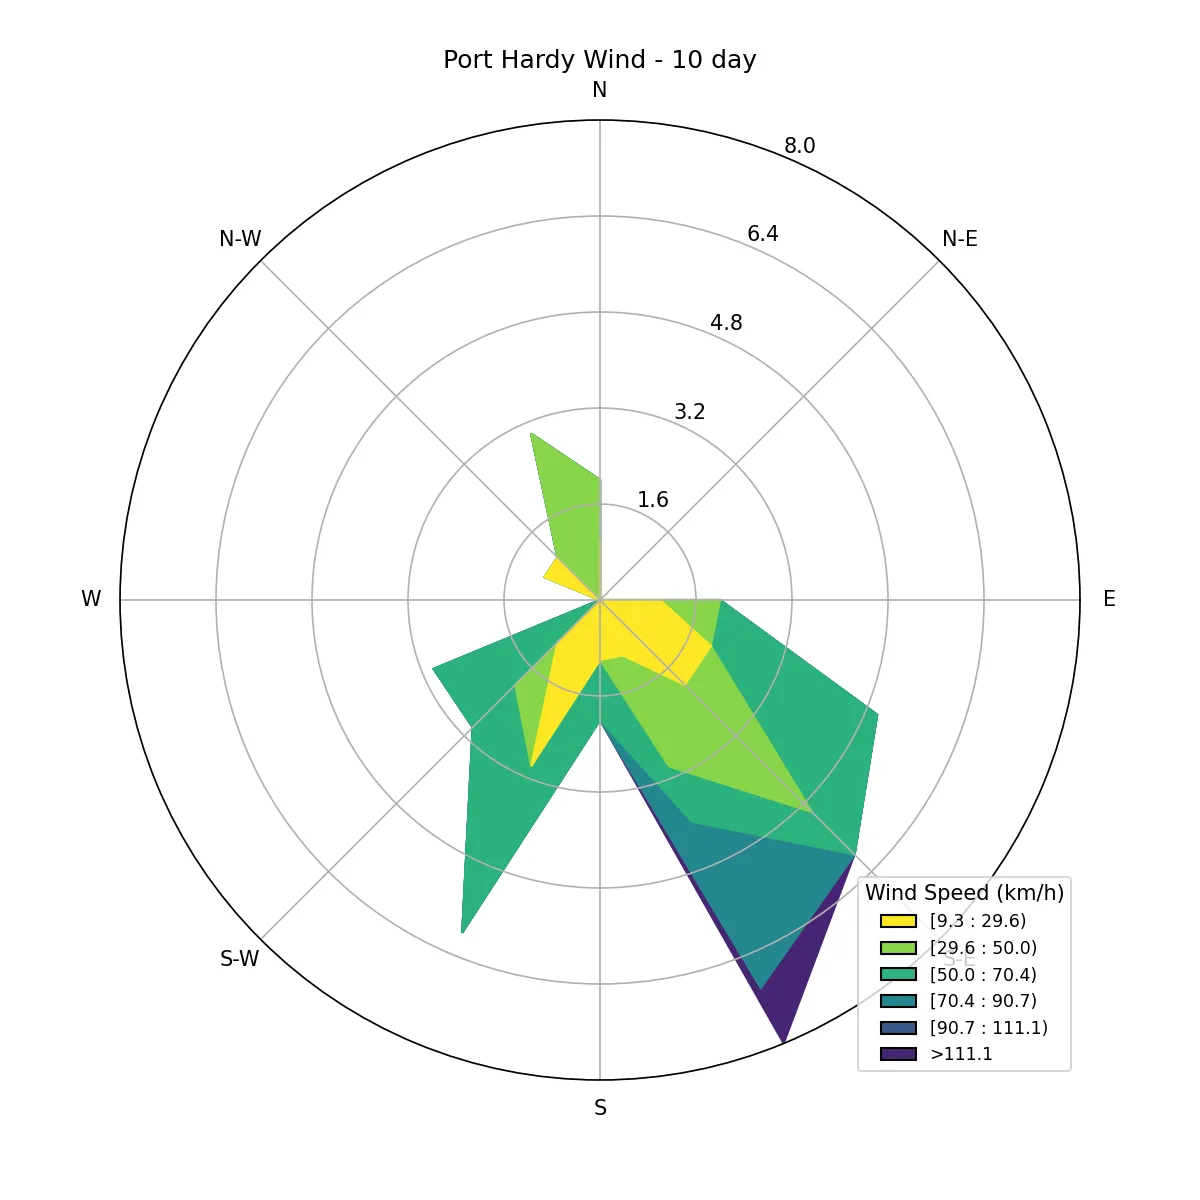 Port Hardy Wind - 10 day
N
8.0
N-W
N-E
6.4
4.8
3.2
1.6
W
E
S-W
S-E
Wind Speed (km/h)
[9.3 : 29.6)
[29.6 : 50.0)
[50.0 : 70.4)
[70.4 : 90.7)
[90.7 : 111.1)
>111.1
S